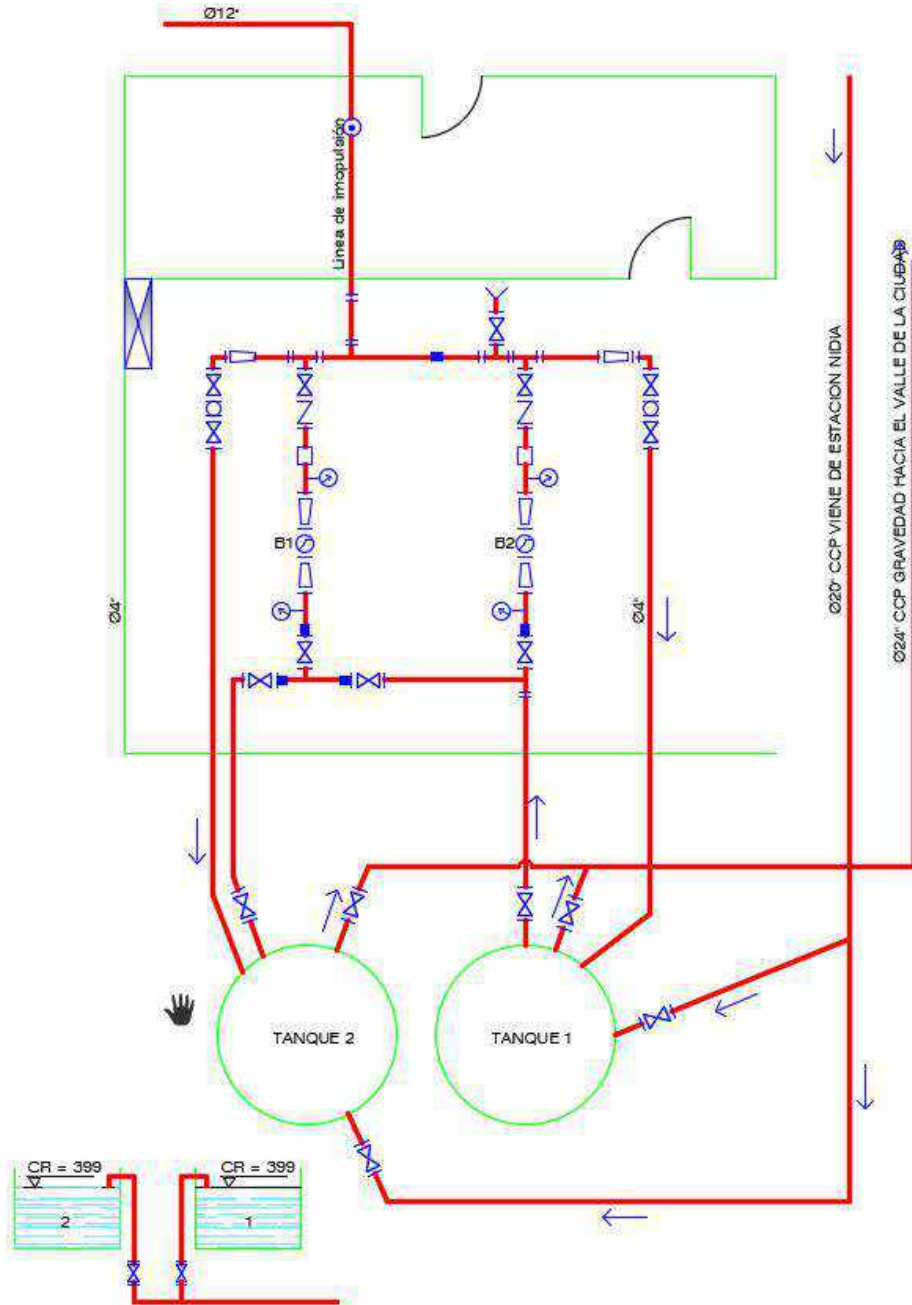 Ø12"
Linea de imopulsión
Ø20" CCP VIENE DE ESTACION NIDIA
Ø24" CCP GRAVEDAD HACIA EL VALLE DE LA CIUDAD
B1
B2
Ø4"
Ø4"
TANQUE 2
TANQUE 1
CR = 399
CR = 399
2
1